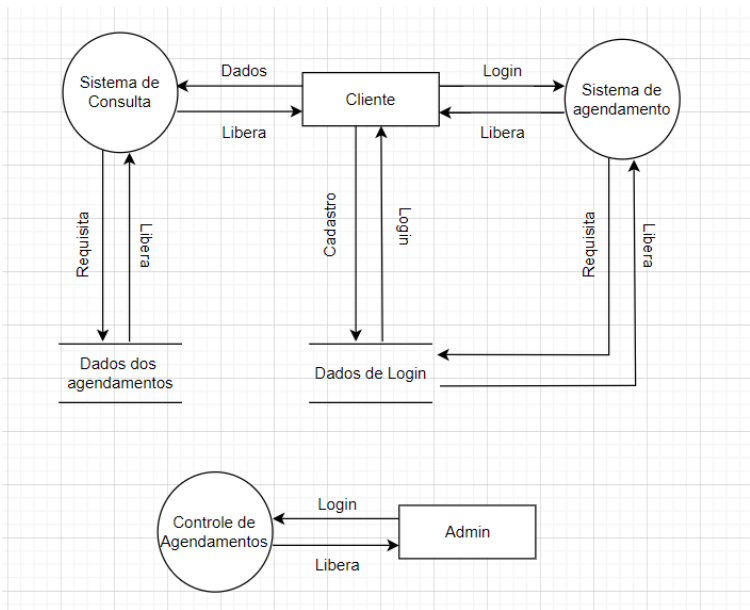 Dados
Login
Sistema de
Consulta
Cliente
Sistema de
agendamento
Libera
Libera
Requisita
Libera
Cadastro
Login
Requisita
Libera
Dados dos
agendamentos
Dados de Login
Login
Controle de
Agendamentos
Admin
Libera